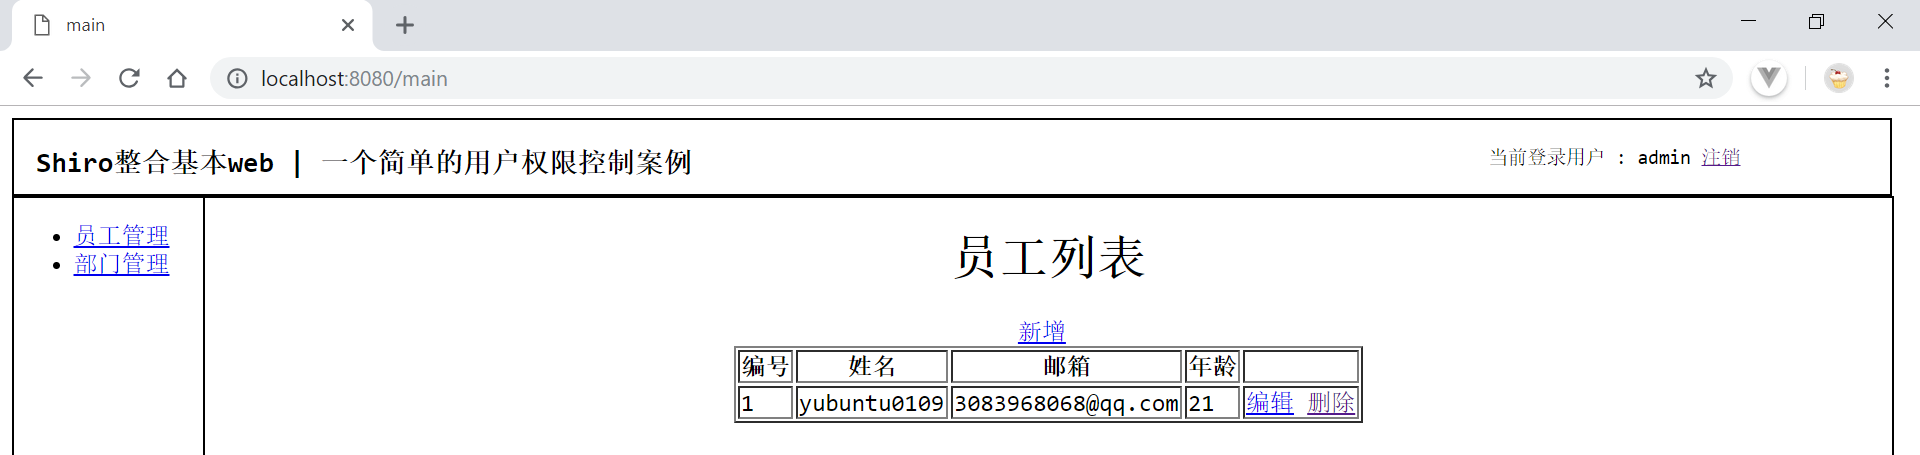 main
localhost:8080/main
Shiro整合基本web | 一个简单的用户权限控制案例
当前登录用户 : admin 注销
员工管理
部门管理
员工列表
新增
编号 姓名 邮箱 年龄
1 yubuntu0109 3083968068@qq.com 21 编辑 删除